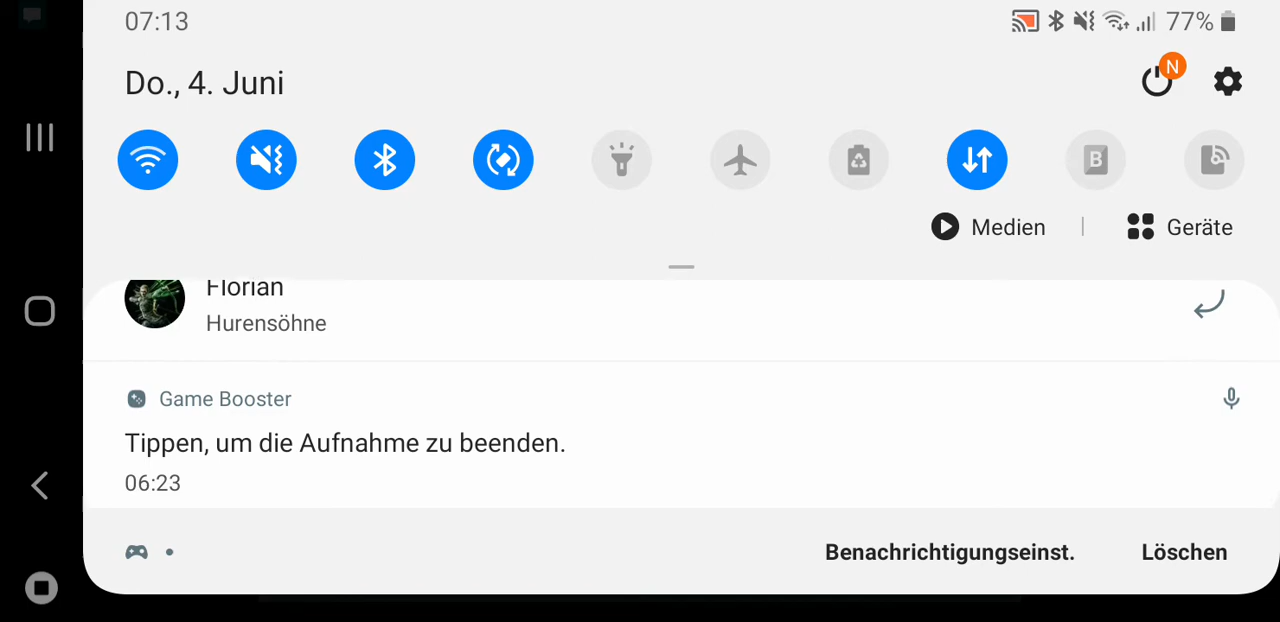 07:13
77%
Do., 4. Juni
N
B
Medien | Geräte
Florian
Hurensöhne
Game Booster
Tippen, um die Aufnahme zu beenden.
06:23
Benachrichtigungseinst. Löschen